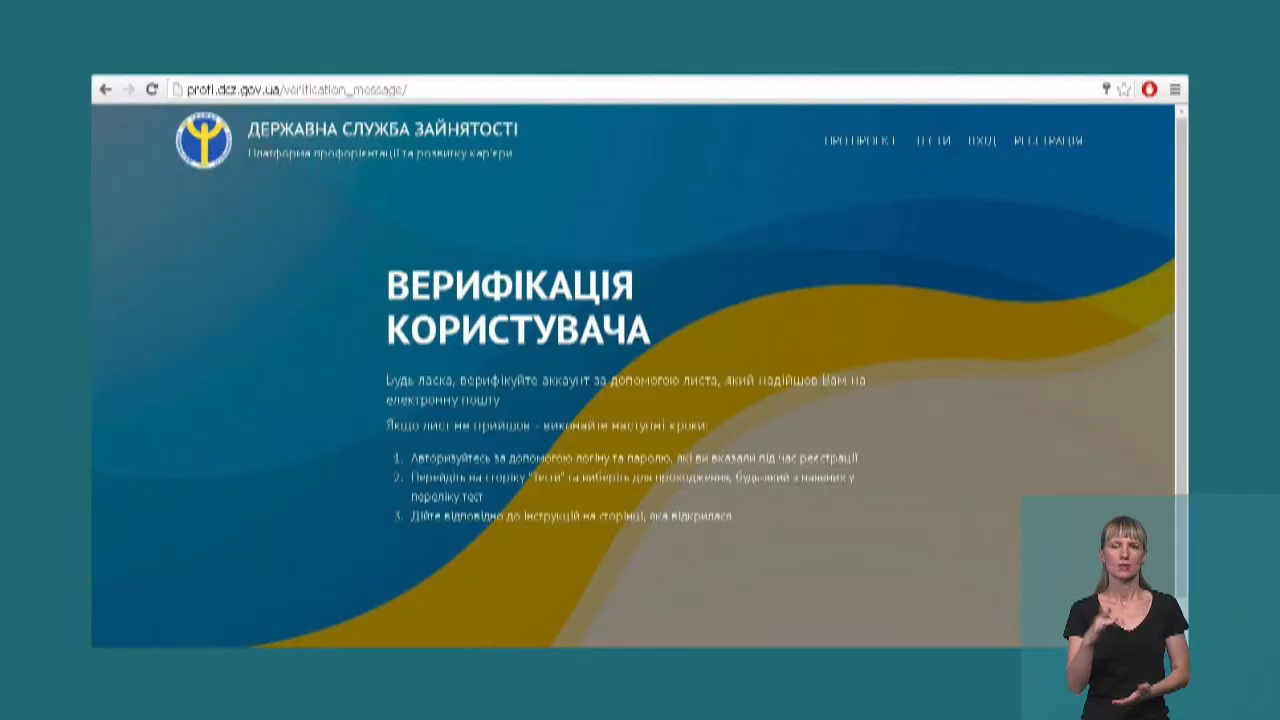 profi.dcz.gov.ua/verification_message/
ДЕРЖАВНА СЛУЖБА ЗАЙНЯТОСТІ
Платформа профорієнтації та розвитку кар'єри
ПРО ПРОЕКТ ТЕСТИ ВХІД РЕЄСТРАЦІЯ
ВЕРИФІКАЦІЯ
КОРИСТУВАЧА
Будь ласка, верифікуйте аккаунт за допомогою листа, який надійшов Вам на
електронну пошту
Якщо лист не прийшов - виконайте наступні кроки:
1. Авторизуйтесь за допомогою логіну та паролю, які ви вказали під час реєстрації
2. Перейдіть на сторіку "Тести" та виберіть для проходження, будь-який з наявних у
переліку тест
3. Дійте відповідно до інструкцій на сторінці, яка відкрилася